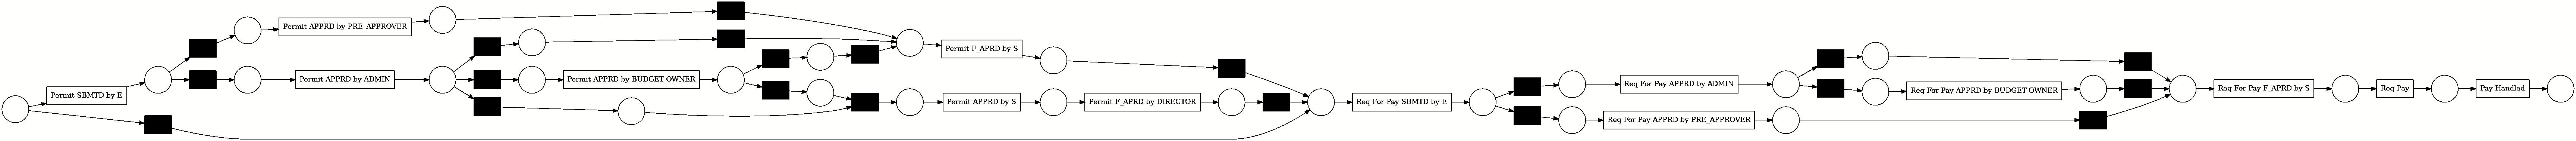 Permit SBMTD by E
Permit APPRD by PRE_APPROVER
Permit APPRD by ADMIN
Permit APPRD by BUDGET OWNER
Permit F_APRD by S
Permit APPRD by S
Permit F_APRD by DIRECTOR
Req For Pay SBMTD by E
Req For Pay APPRD by ADMIN
Req For Pay APPRD by PRE_APPROVER
Req For Pay APPRD by BUDGET OWNER
Req For Pay F_APRD by S
Req Pay
Pay Handled